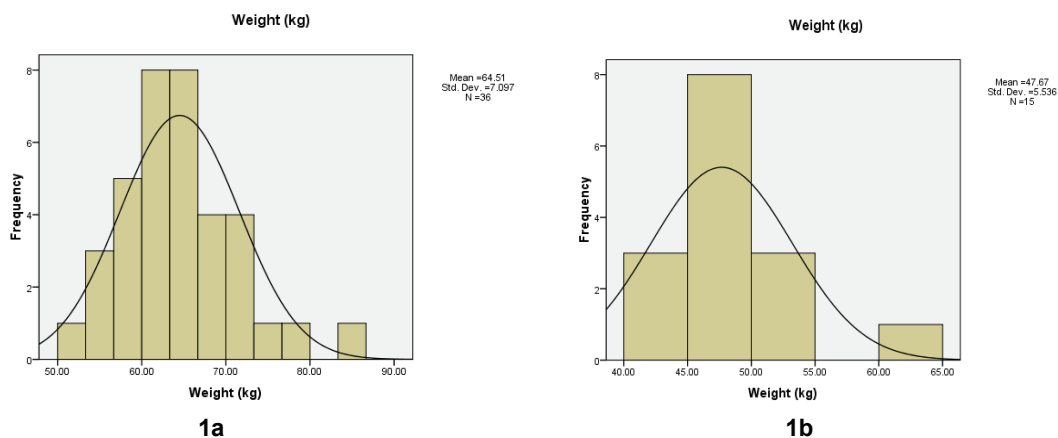 Weight (kg)
Mean =64.51
Std. Dev. =7.097
N =36
Frequency
8
6
4
2
0
50.00 60.00 70.00 80.00 90.00
Weight (kg)
1a
Weight (kg)
Mean =47.67
Std. Dev. =5.536
N =15
Frequency
8
6
4
2
0
40.00 45.00 50.00 55.00 60.00 65.00
Weight (kg)
1b